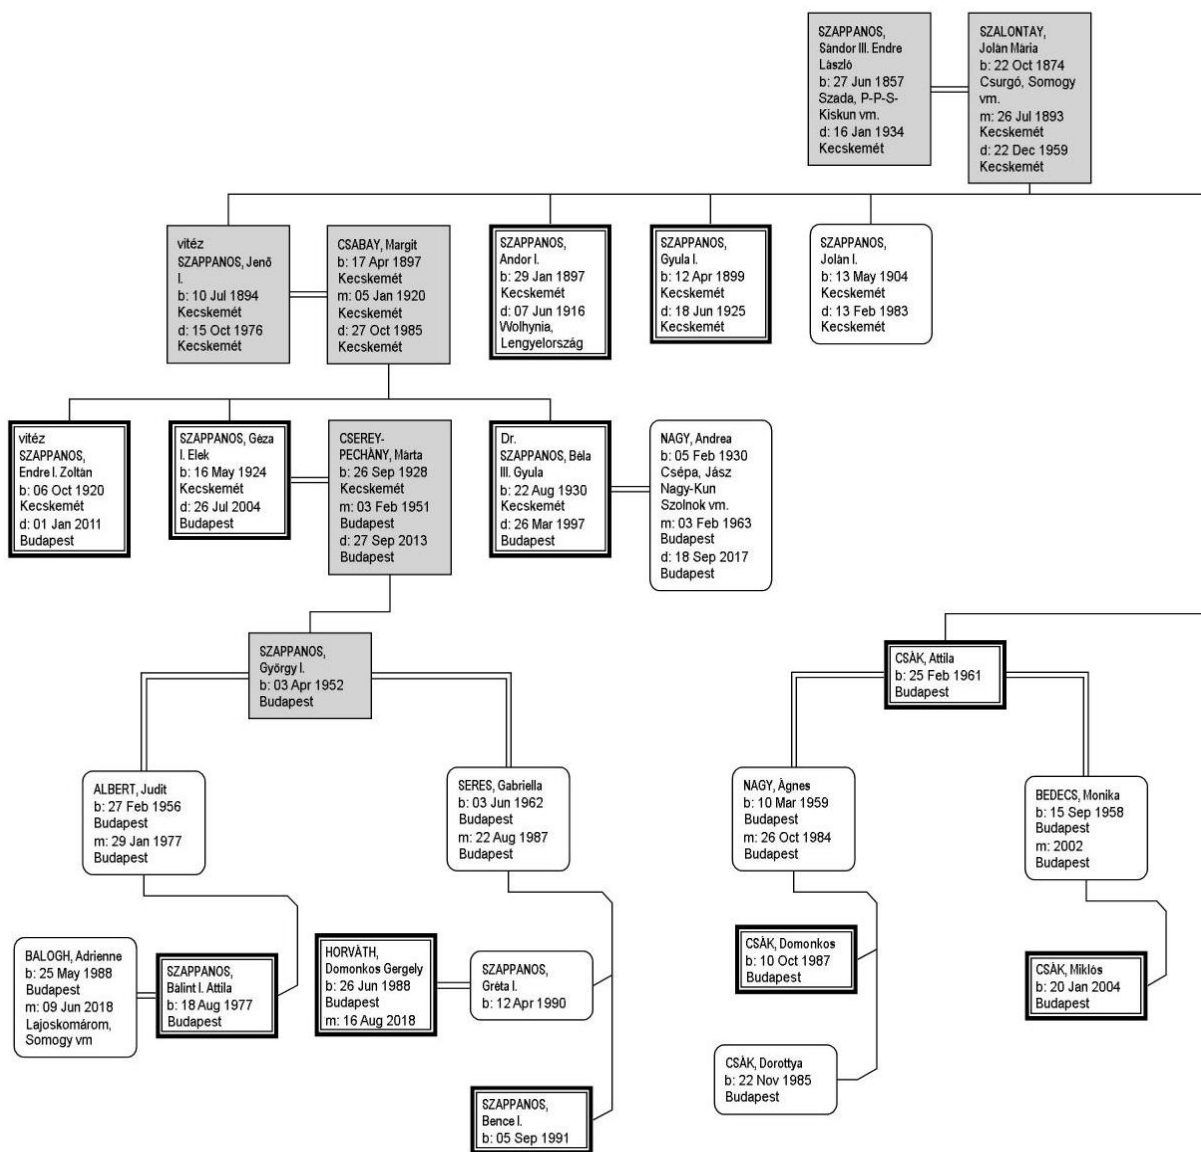 SZAPPANOS,
Sàndor III. Endre
Làszló
b: 27 Jun 1857
Szada, P-P-S-
Kiskun vm.
d: 16 Jan 1934
Kecskemét
SZALONTAY,
Jolàn Mària
b: 22 Oct 1874
Csurgó, Somogy
vm.
m: 26 Jul 1893
Kecskemét
d: 22 Dec 1959
Kecskemét
vitéz
SZAPPANOS, Jenő
I.
b: 10 Jul 1894
Kecskemét
d: 15 Oct 1976
Kecskemét
CSABAY, Margit
b: 17 Apr 1897
Kecskemét
m: 05 Jan 1920
Kecskemét
d: 27 Oct 1985
Kecskemét
SZAPPANOS,
Andor I.
b: 29 Jan 1897
Kecskemét
d: 07 Jun 1916
Wolhynia,
Lengyelország
SZAPPANOS,
Gyula I.
b: 12 Apr 1899
Kecskemét
d: 18 Jun 1925
Kecskemét
SZAPPANOS,
Jolàn I.
b: 13 May 1904
Kecskemét
d: 13 Feb 1983
Kecskemét
vitéz
SZAPPANOS,
Endre I. Zoltàn
b: 06 Oct 1920
Kecskemét
d: 01 Jan 2011
Budapest
SZAPPANOS, Géza
I. Elek
b: 16 May 1924
Kecskemét
d: 26 Jul 2004
Budapest
CSEREY-
PECHÀNY, Màrta
b: 26 Sep 1928
Kecskemét
m: 03 Feb 1951
Budapest
d: 27 Sep 2013
Budapest
Dr.
SZAPPANOS, Béla
III. Gyula
b: 22 Aug 1930
Kecskemét
d: 26 Mar 1997
Budapest
NAGY, Andrea
b: 05 Feb 1930
Csépa, Jász
Nagy-Kun
Szolnok vm.
m: 03 Feb 1963
Budapest
d: 18 Sep 2017
Budapest
SZAPPANOS,
György I.
b: 03 Apr 1952
Budapest
CSÀK, Attila
b: 25 Feb 1961
Budapest
ALBERT, Judit
b: 27 Feb 1956
Budapest
m: 29 Jan 1977
Budapest
SERES, Gabriella
b: 03 Jun 1962
Budapest
m: 22 Aug 1987
Budapest
NAGY, Àgnes
b: 10 Mar 1959
Budapest
m: 26 Oct 1984
Budapest
BEDECS, Monika
b: 15 Sep 1958
Budapest
m: 2002
Budapest
BALOGH, Adrienne
b: 25 May 1988
Budapest
m: 09 Jun 2018
Lajoskomárom,
Somogy vm
SZAPPANOS,
Bàlint I. Attila
b: 18 Aug 1977
Budapest
HORVÀTH,
Domonkos Gergely
b: 26 Jun 1988
Budapest
m: 16 Aug 2018
SZAPPANOS,
Gréta I.
b: 12 Apr 1990
CSÀK, Domonkos
b: 10 Oct 1987
Budapest
CSÀK, Miklós
b: 20 Jan 2004
Budapest
CSÀK, Dorottya
b: 22 Nov 1985
Budapest
SZAPPANOS,
Bence I.
b: 05 Sep 1991